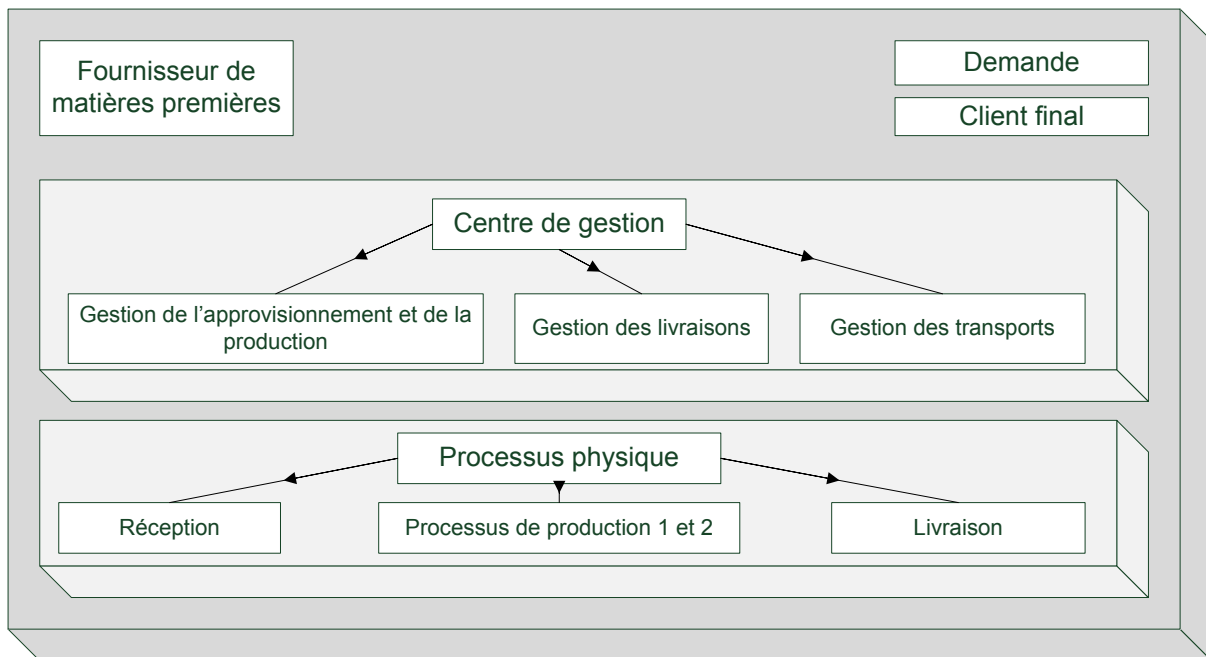 Fournisseur de
matières premières
Demande
Client final
Centre de gestion
Gestion de l’approvisionnement et de la
production
Gestion des livraisons
Gestion des transports
Processus physique
Réception
Processus de production 1 et 2
Livraison